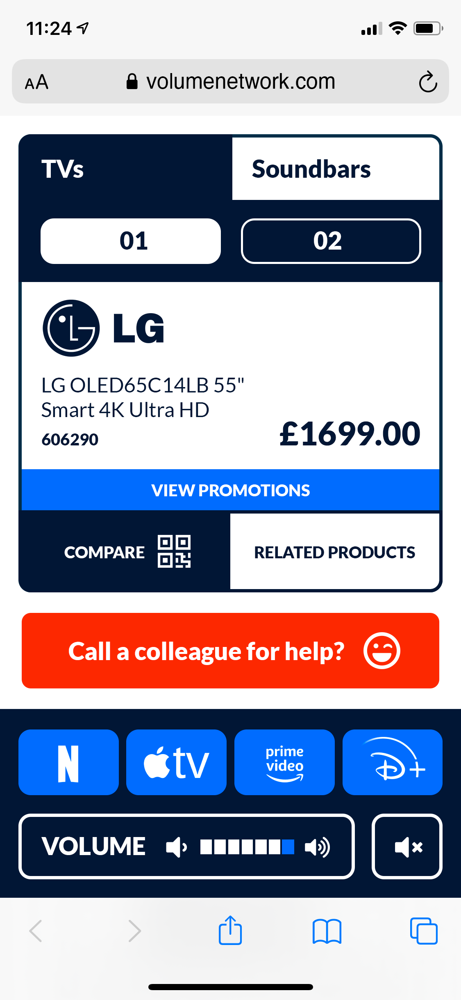 11:24
AA volumenetwork.com
TVs
Soundbars
01
02
LG
LG OLED65C14LB 55"
Smart 4K Ultra HD
606290
£1699.00
VIEW PROMOTIONS
COMPARE
RELATED PRODUCTS
Call a colleague for help?
N
tv
prime
video
D+
VOLUME